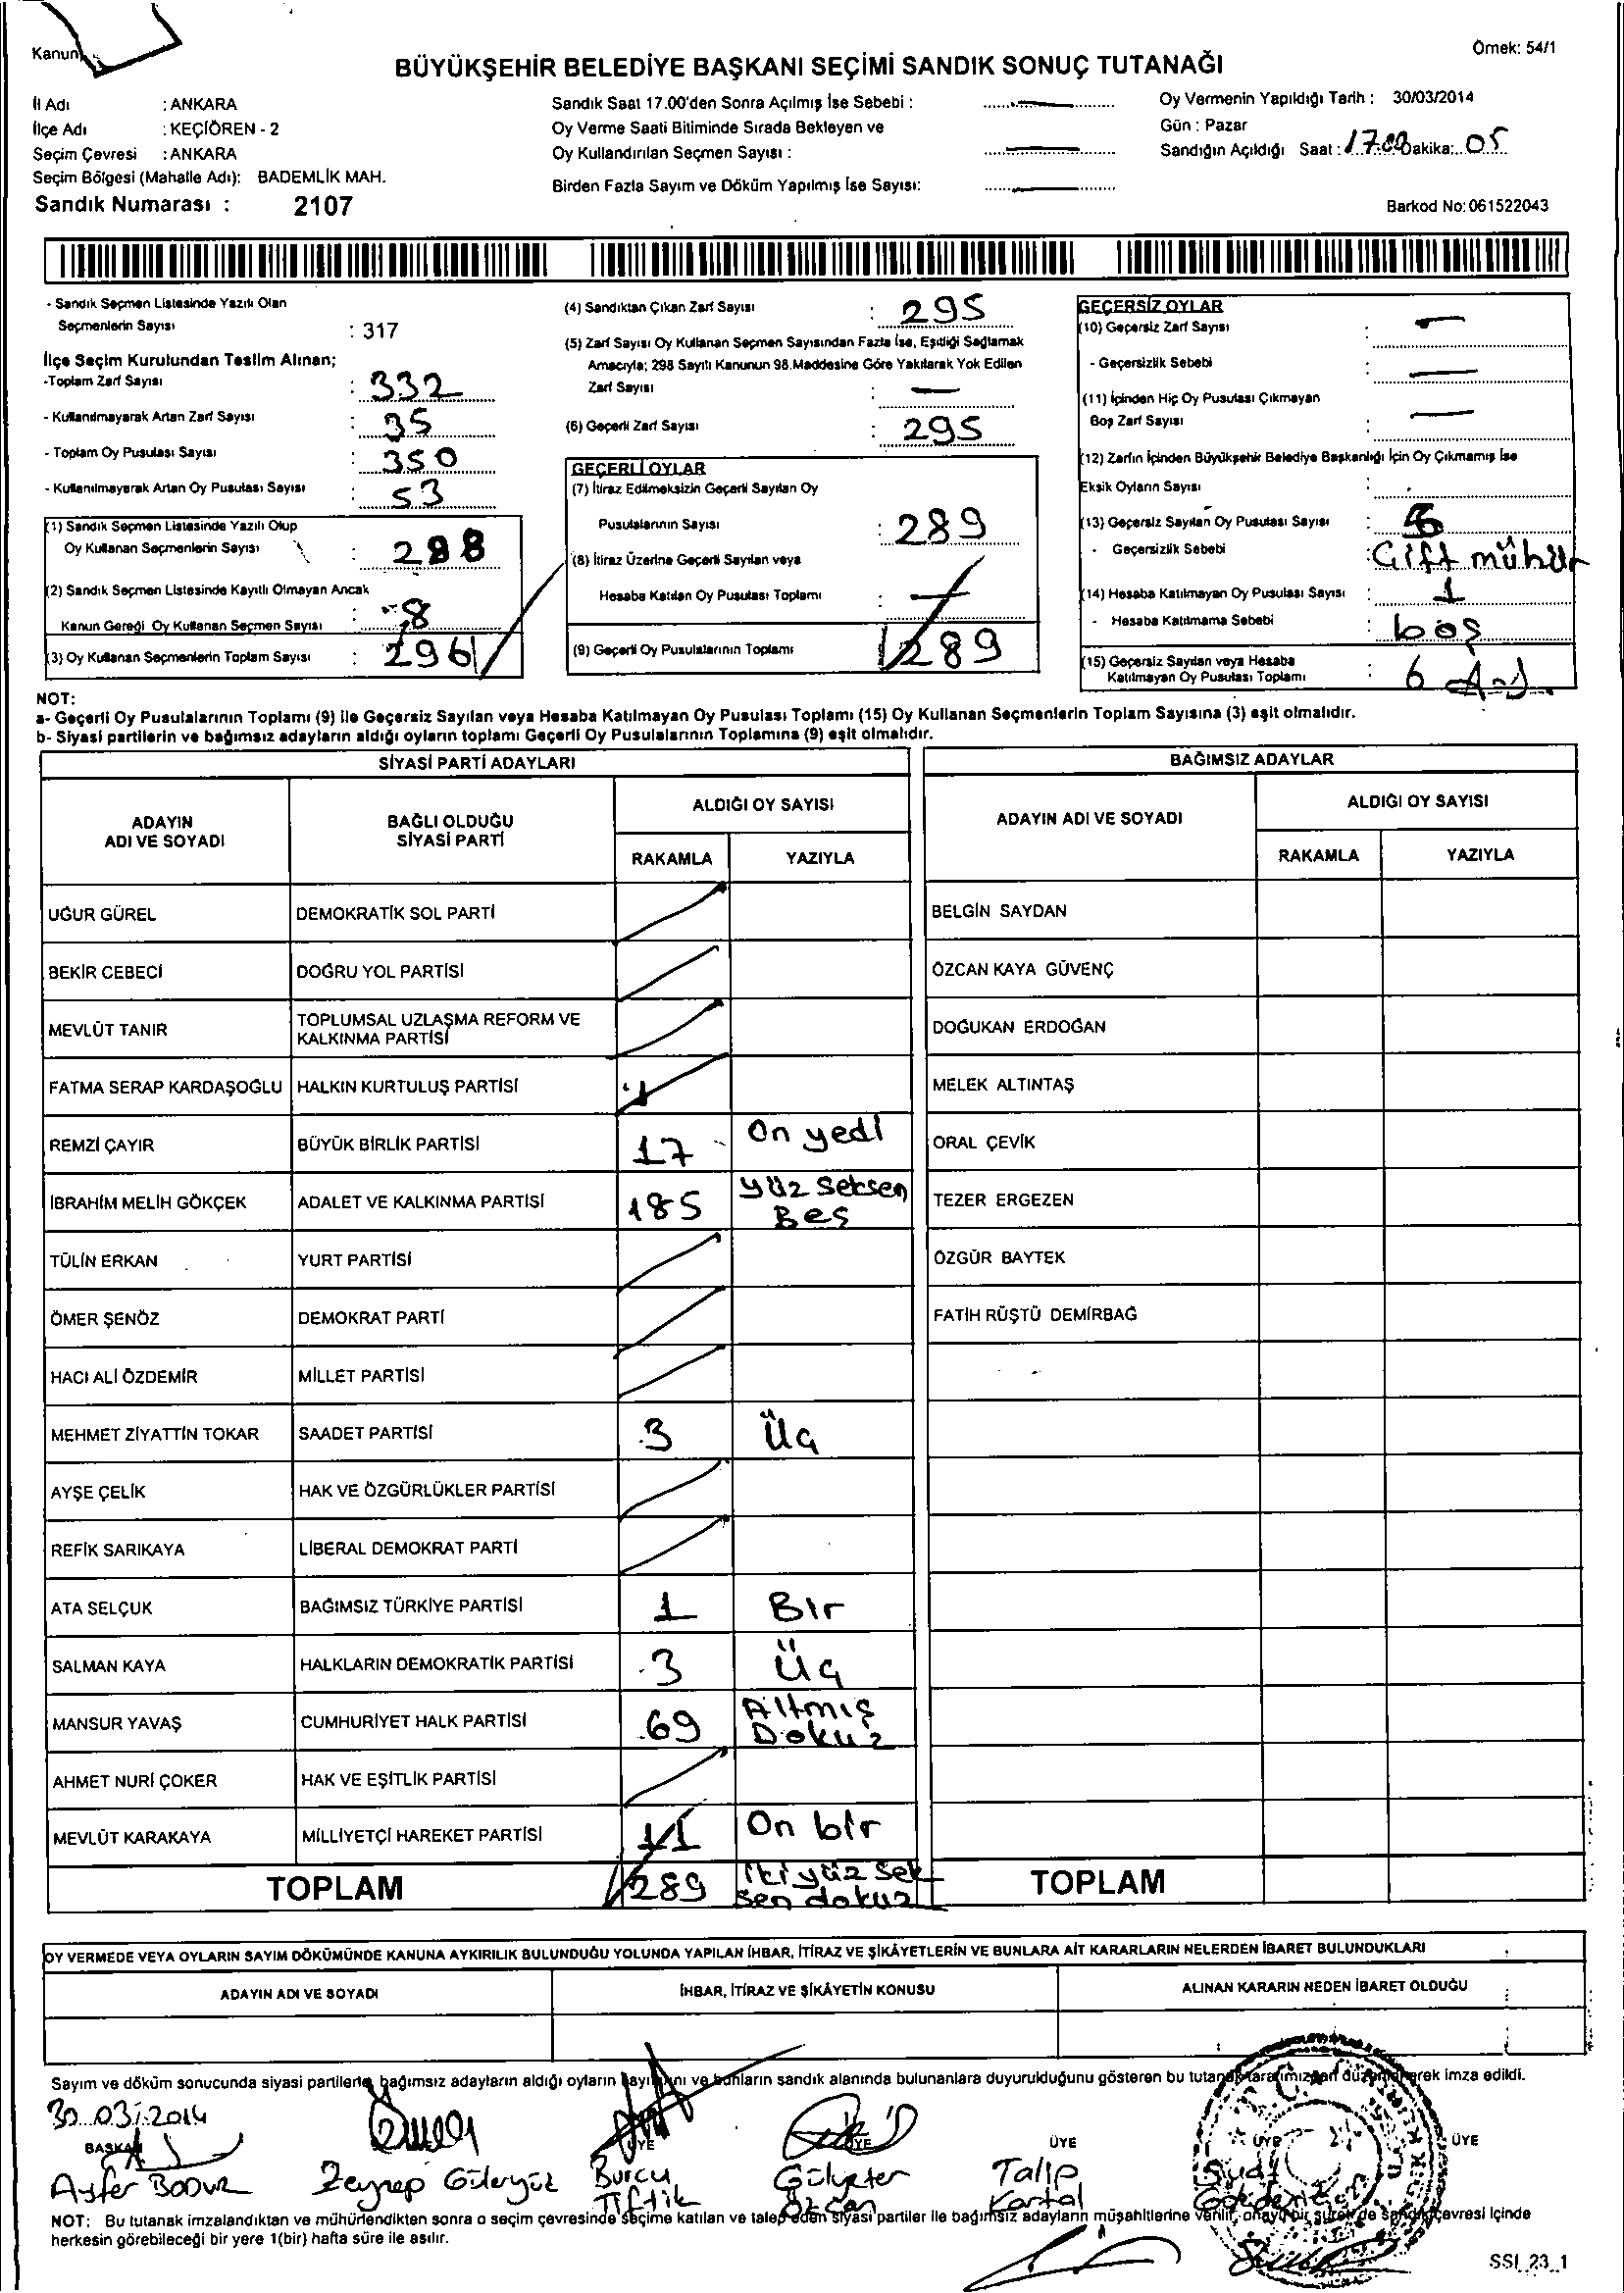 Kanun
Örnek: 54/1
BÜYÜKŞEHİR BELEDİYE BAŞKANI SEÇİMİ SANDIK SONUÇ TUTANAĞI
İl Adı : ANKARA
İlçe Adı : KEÇİÖREN - 2
Seçim Çevresi : ANKARA
Seçim Bölgesi (Mahalle Adı): BADEMLİK MAH.
Sandık Numarası : 2107
Sandık Saat 17.00'den Sonra Açılmış İse Sebebi :
Oy Verme Saati Bitiminde Sırada Bekleyen ve
Oy Kullandırılan Seçmen Sayısı :
Birden Fazla Sayım ve Döküm Yapılmış İse Sayısı:
Oy Vermenin Yapıldığı Tarih : 30/03/2014
Gün : Pazar
Sandığın Açıldığı Saat : 17.00 Dakika: 05
Barkod No: 061522043
- Sandık Seçmen Listesinde Yazılı Olan
Seçmenlerin Sayısı : 317
İlçe Seçim Kurulundan Teslim Alınan;
-Toplam Zarf Sayısı : 332
- Kullanılmayarak Artan Zarf Sayısı : 35
- Toplam Oy Pusulası Sayısı : 350
- Kullanılmayarak Artan Oy Pusulası Sayısı : 53
(1) Sandık Seçmen Listesinde Yazılı Olup
Oy Kullanan Seçmenlerin Sayısı : 288
(2) Sandık Seçmen Listesinde Kayıtlı Olmayan Ancak
Kanun Gereği Oy Kullanan Seçmen Sayısı : 8
(3) Oy Kullanan Seçmenlerin Toplam Sayısı : 296
(4) Sandıktan Çıkan Zarf Sayısı : 295
(5) Zarf Sayısı Oy Kullanan Seçmen Sayısından Fazla İse, Eşitliği Sağlamak
Amacıyla; 298 Sayılı Kanunun 98.Maddesine Göre Yakılarak Yok Edilen
Zarf Sayısı : —
(6) Geçerli Zarf Sayısı : 295
GEÇERLİ OYLAR
(7) İtiraz Edilmeksizin Geçerli Sayılan Oy
Pusulalarının Sayısı : 289
(8) İtiraz Üzerine Geçerli Sayılan veya
Hesaba Katılan Oy Pusulası Toplamı : —
(9) Geçerli Oy Pusulalarının Toplamı 289
GEÇERSİZ OYLAR
(10) Geçersiz Zarf Sayısı : —
- Geçersizlik Sebebi : —
(11) İçinden Hiç Oy Pusulası Çıkmayan
Boş Zarf Sayısı : —
(12) Zarfın İçinden Büyükşehir Belediye Başkanlığı İçin Oy Çıkmamış İse
Eksik Oyların Sayısı :
(13) Geçersiz Sayılan Oy Pusulası Sayısı :
- Geçersizlik Sebebi : Çift mühür
(14) Hesaba Katılmayan Oy Pusulası Sayısı : 1
- Hesaba Katılmama Sebebi : boş
(15) Geçersiz Sayılan veya Hesaba
Katılmayan Oy Pusulası Toplamı : 6
NOT:
a- Geçerli Oy Pusulalarının Toplamı (9) ile Geçersiz Sayılan veya Hesaba Katılmayan Oy Pusulası Toplamı (15) Oy Kullanan Seçmenlerin Toplam Sayısına (3) eşit olmalıdır.
b- Siyasi partilerin ve bağımsız adayların aldığı oyların toplamı Geçerli Oy Pusulalarının Toplamına (9) eşit olmalıdır.
SİYASİ PARTİ ADAYLARI
ADAYIN ADI VE SOYADI
BAĞLI OLDUĞU SİYASİ PARTİ
ALDIĞI OY SAYISI
RAKAMLA YAZIYLA
BAĞIMSIZ ADAYLAR
ADAYIN ADI VE SOYADI
ALDIĞI OY SAYISI
RAKAMLA YAZIYLA
UĞUR GÜREL DEMOKRATİK SOL PARTİ BELGİN SAYDAN
BEKİR CEBECİ DOĞRU YOL PARTİSİ ÖZCAN KAYA GÜVENÇ
MEVLÜT TANIR TOPLUMSAL UZLAŞMA REFORM VE KALKINMA PARTİSİ DOĞUKAN ERDOĞAN
FATMA SERAP KARDAŞOĞLU HALKIN KURTULUŞ PARTİSİ MELEK ALTINTAŞ
REMZİ ÇAYIR BÜYÜK BİRLİK PARTİSİ 17 On yedi ORAL ÇEVİK
İBRAHİM MELİH GÖKÇEK ADALET VE KALKINMA PARTİSİ 185 Yüz Seksen Beş TEZER ERGEZEN
TÜLİN ERKAN YURT PARTİSİ ÖZGÜR BAYTEK
ÖMER ŞENÖZ DEMOKRAT PARTİ FATİH RÜŞTÜ DEMİRBAĞ
HACI ALİ ÖZDEMİR MİLLET PARTİSİ
MEHMET ZİYATTİN TOKAR SAADET PARTİSİ 3 Üç
AYŞE ÇELİK HAK VE ÖZGÜRLÜKLER PARTİSİ
REFİK SARIKAYA LİBERAL DEMOKRAT PARTİ
ATA SELÇUK BAĞIMSIZ TÜRKİYE PARTİSİ 1 Bir
SALMAN KAYA HALKLARIN DEMOKRATİK PARTİSİ 3 Üç
MANSUR YAVAŞ CUMHURİYET HALK PARTİSİ 69 Altmış Dokuz
AHMET NURİ ÇOKER HAK VE EŞİTLİK PARTİSİ
MEVLÜT KARAKAYA MİLLİYETÇİ HAREKET PARTİSİ 11 On bir
TOPLAM 289 ikiyüz sek sen dokuz TOPLAM
OY VERMEDE VEYA OYLARIN SAYIM DÖKÜMÜNDE KANUNA AYKIRILIK BULUNDUĞU YOLUNDA YAPILAN İHBAR, İTİRAZ VE ŞİKÂYETLERİN VE BUNLARA AİT KARARLARIN NELERDEN İBARET BULUNDUKLARI
ADAYIN ADI VE SOYADI İHBAR, İTİRAZ VE ŞİKÂYETİN KONUSU ALINAN KARARIN NEDEN İBARET OLDUĞU
Sayım ve döküm sonucunda siyasi partilerle, bağımsız adayların aldığı oyların sayımını ve bunların sandık alanında bulunanlara duyurulduğunu gösteren bu tutanak tarafımızdan düzenlenerek imza edildi.
30.03.2014
BAŞKAN ÜYE ÜYE ÜYE ÜYE ÜYE
Ayfer BODUR Zeynep Güleryüz Burcu Tiftik Gülseter Özcan Talip Kartal
NOT: Bu tutanak imzalandıktan ve mühürlendikten sonra o seçim çevresinde seçime katılan ve talep eden siyasi partiler ile bağımsız adayların müşahitlerine verilir, onaylı bir sureti de sandık çevresi içinde
herkesin görebileceği bir yere 1(bir) hafta süre ile asılır.
SSI_23_1